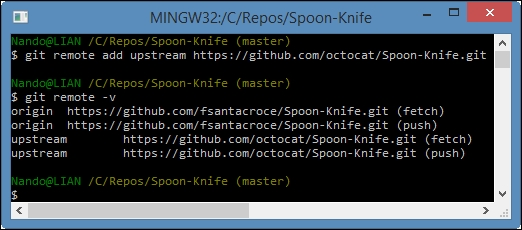 MINGW32:/C/Repos/Spoon-Knife
Nando@LIAN /C/Repos/Spoon-Knife (master)
$ git remote add upstream https://github.com/octocat/Spoon-Knife.git
Nando@LIAN /C/Repos/Spoon-Knife (master)
$ git remote -v
origin  https://github.com/fsantacroce/Spoon-Knife.git (fetch)
origin  https://github.com/fsantacroce/Spoon-Knife.git (push)
upstream        https://github.com/octocat/Spoon-Knife.git (fetch)
upstream        https://github.com/octocat/Spoon-Knife.git (push)
Nando@LIAN /C/Repos/Spoon-Knife (master)
$